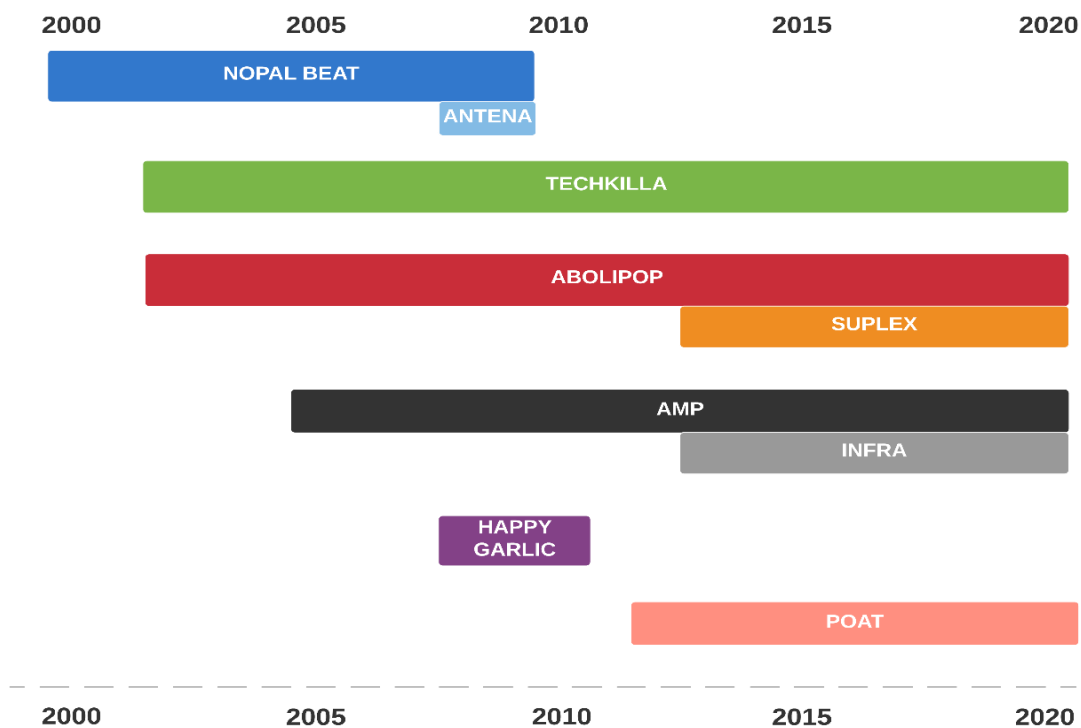 2000 2005 2010 2015 2020
NOPAL BEAT
ANTENA
TECHKILLA
ABOLIPOP
SUPLEX
AMP
INFRA
HAPPY
GARLIC
POAT
2000 2005 2010 2015 2020